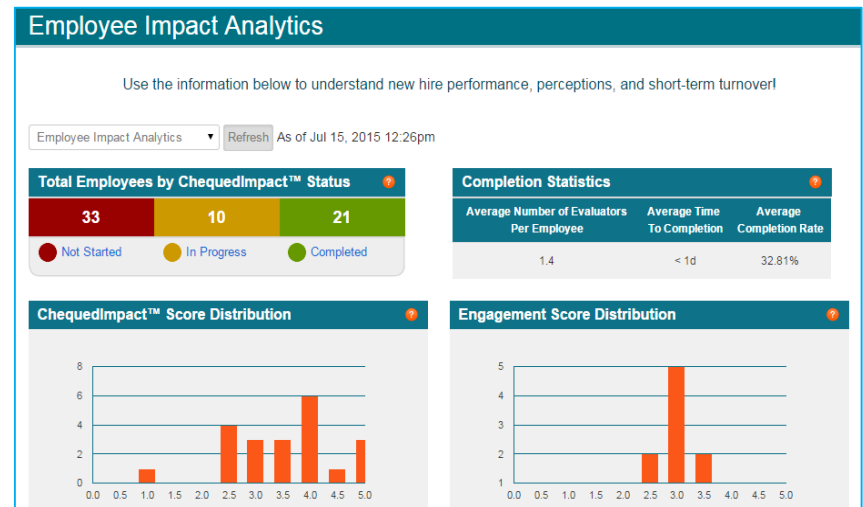 Employee Impact Analytics
Use the information below to understand new hire performance, perceptions, and short-term turnover!
Employee Impact Analytics ▼ Refresh As of Jul 15, 2015 12:26pm
Total Employees by ChequedImpact™ Status ?
33 10 21
Not Started In Progress Completed
Completion Statistics ?
Average Number of Evaluators Per Employee
Average Time To Completion
Average Completion Rate
1.4 < 1d 32.81%
ChequedImpact™ Score Distribution ?
8
6
4
2
0
0.0 0.5 1.0 1.5 2.0 2.5 3.0 3.5 4.0 4.5 5.0
Engagement Score Distribution ?
5
4
3
2
1
0.0 0.5 1.0 1.5 2.0 2.5 3.0 3.5 4.0 4.5 5.0